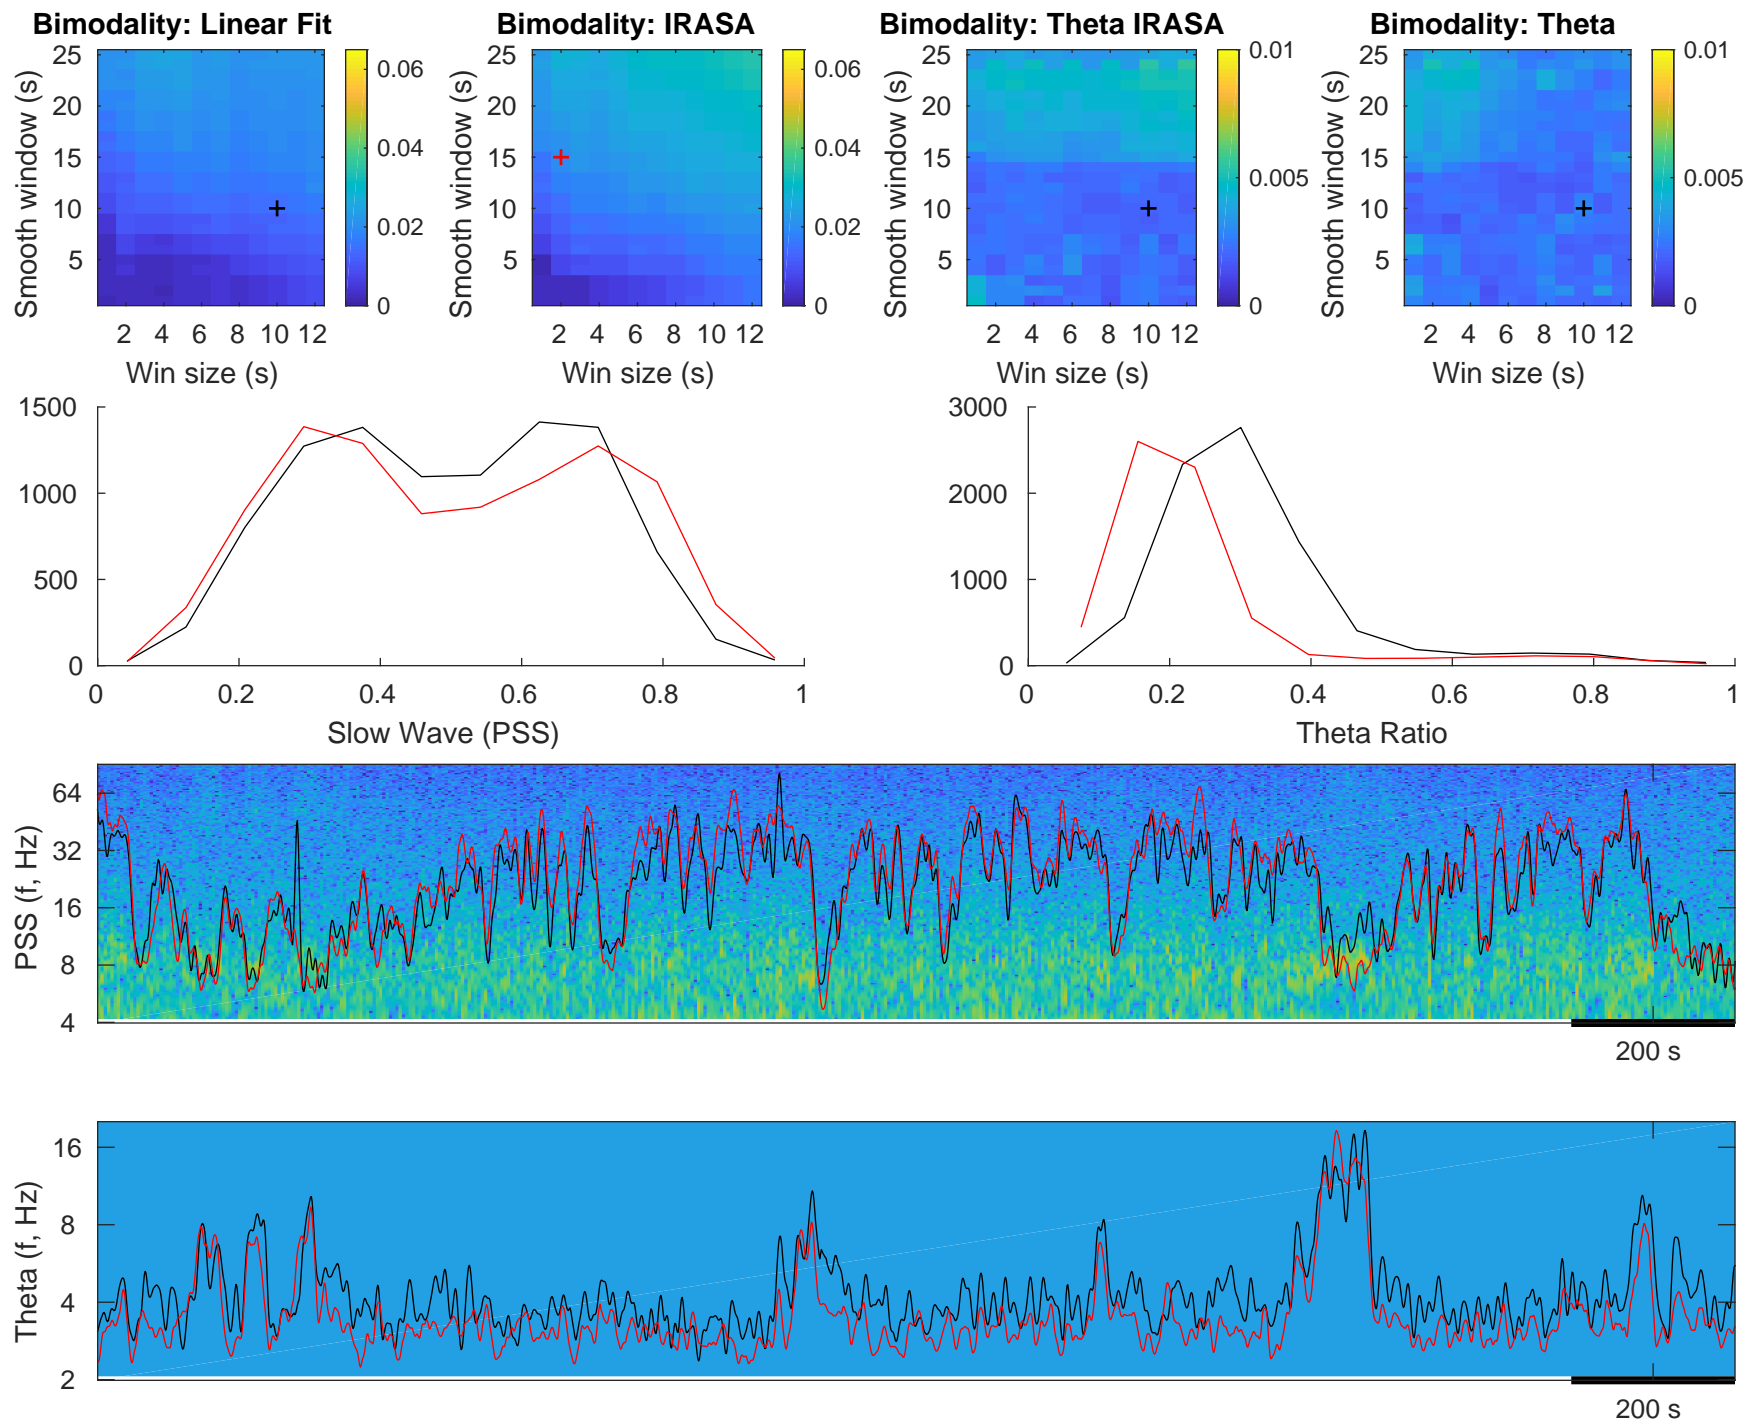 Bimodality: Linear Fit
Bimodality: IRASA
Bimodality: Theta IRASA
Bimodality: Theta
Smooth window (s)
25
20
15
10
5
2 4 6 8 10 12
Win size (s)
0.06
0.04
0.02
0
Smooth window (s)
25
20
15
10
5
2 4 6 8 10 12
Win size (s)
0.06
0.04
0.02
0
Smooth window (s)
25
20
15
10
5
2 4 6 8 10 12
Win size (s)
0.01
0.005
0
Smooth window (s)
25
20
15
10
5
2 4 6 8 10 12
Win size (s)
0.01
0.005
0
1500
1000
500
0
0 0.2 0.4 0.6 0.8 1
Slow Wave (PSS)
3000
2000
1000
0
0 0.2 0.4 0.6 0.8 1
Theta Ratio
PSS (f, Hz)
64
32
16
8
4
200 s
Theta (f, Hz)
16
8
4
2
200 s